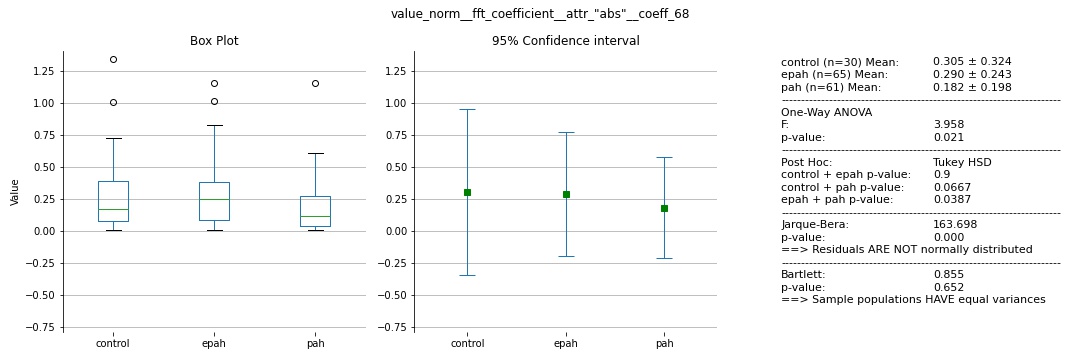 value_norm__fft_coefficient__attr_"abs"__coeff_68
Box Plot
Value
1.25
1.00
0.75
0.50
0.25
0.00
−0.25
−0.50
−0.75
control
epah
pah
95% Confidence interval
1.25
1.00
0.75
0.50
0.25
0.00
−0.25
−0.50
−0.75
control
epah
pah
control (n=30) Mean: 0.305 ± 0.324
epah (n=65) Mean: 0.290 ± 0.243
pah (n=61) Mean: 0.182 ± 0.198
One-Way ANOVA
F: 3.958
p-value: 0.021
Post Hoc: Tukey HSD
control + epah p-value: 0.9
control + pah p-value: 0.0667
epah + pah p-value: 0.0387
Jarque-Bera: 163.698
p-value: 0.000
==> Residuals ARE NOT normally distributed
Bartlett: 0.855
p-value: 0.652
==> Sample populations HAVE equal variances